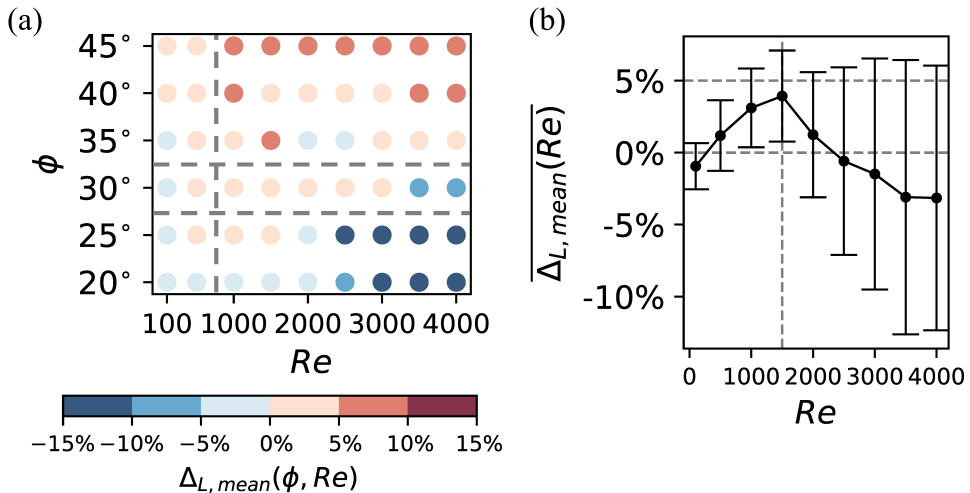 (a)
45°
40°
35°
30°
25°
20°
ϕ
100 1000 2000 3000 4000
Re
−15% −10% −5% 0% 5% 10% 15%
Δ_{L, mean}(ϕ, Re)
(b)
5%
0%
-5%
-10%
\overline{Δ_{L, mean}(Re)}
0 1000 2000 3000 4000
Re